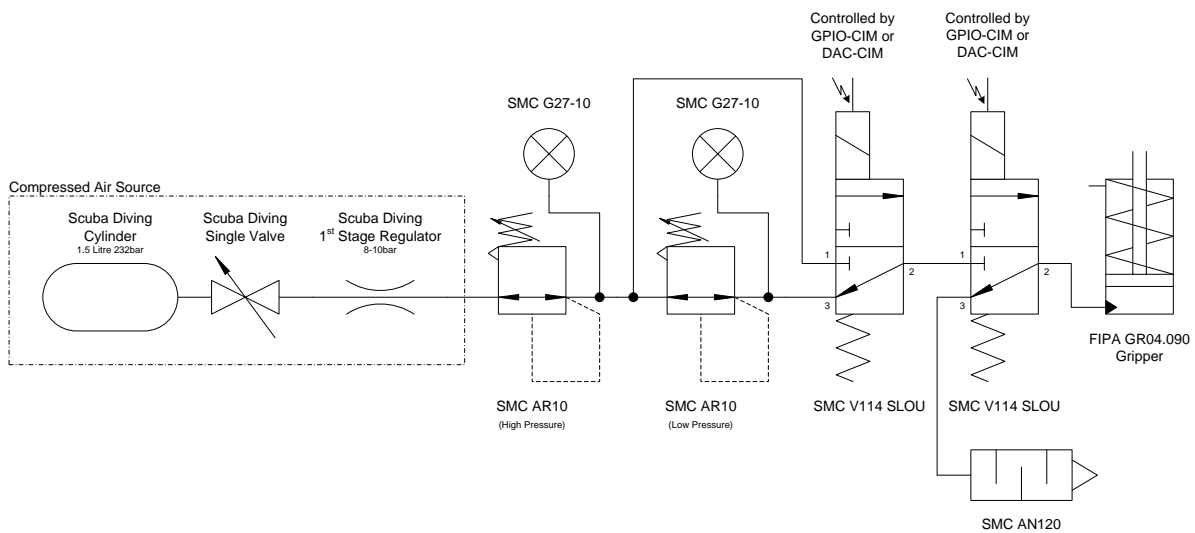 Controlled by
GPIO-CIM or
DAC-CIM
Controlled by
GPIO-CIM or
DAC-CIM
SMC G27-10
SMC G27-10
Compressed Air Source
Scuba Diving
Cylinder
1.5 Litre 232bar
Scuba Diving
Single Valve
Scuba Diving
1st Stage Regulator
8-10bar
1
2
3
1
2
3
FIPA GR04.090
Gripper
SMC AR10
(High Pressure)
SMC AR10
(Low Pressure)
SMC V114 SLOU
SMC V114 SLOU
SMC AN120